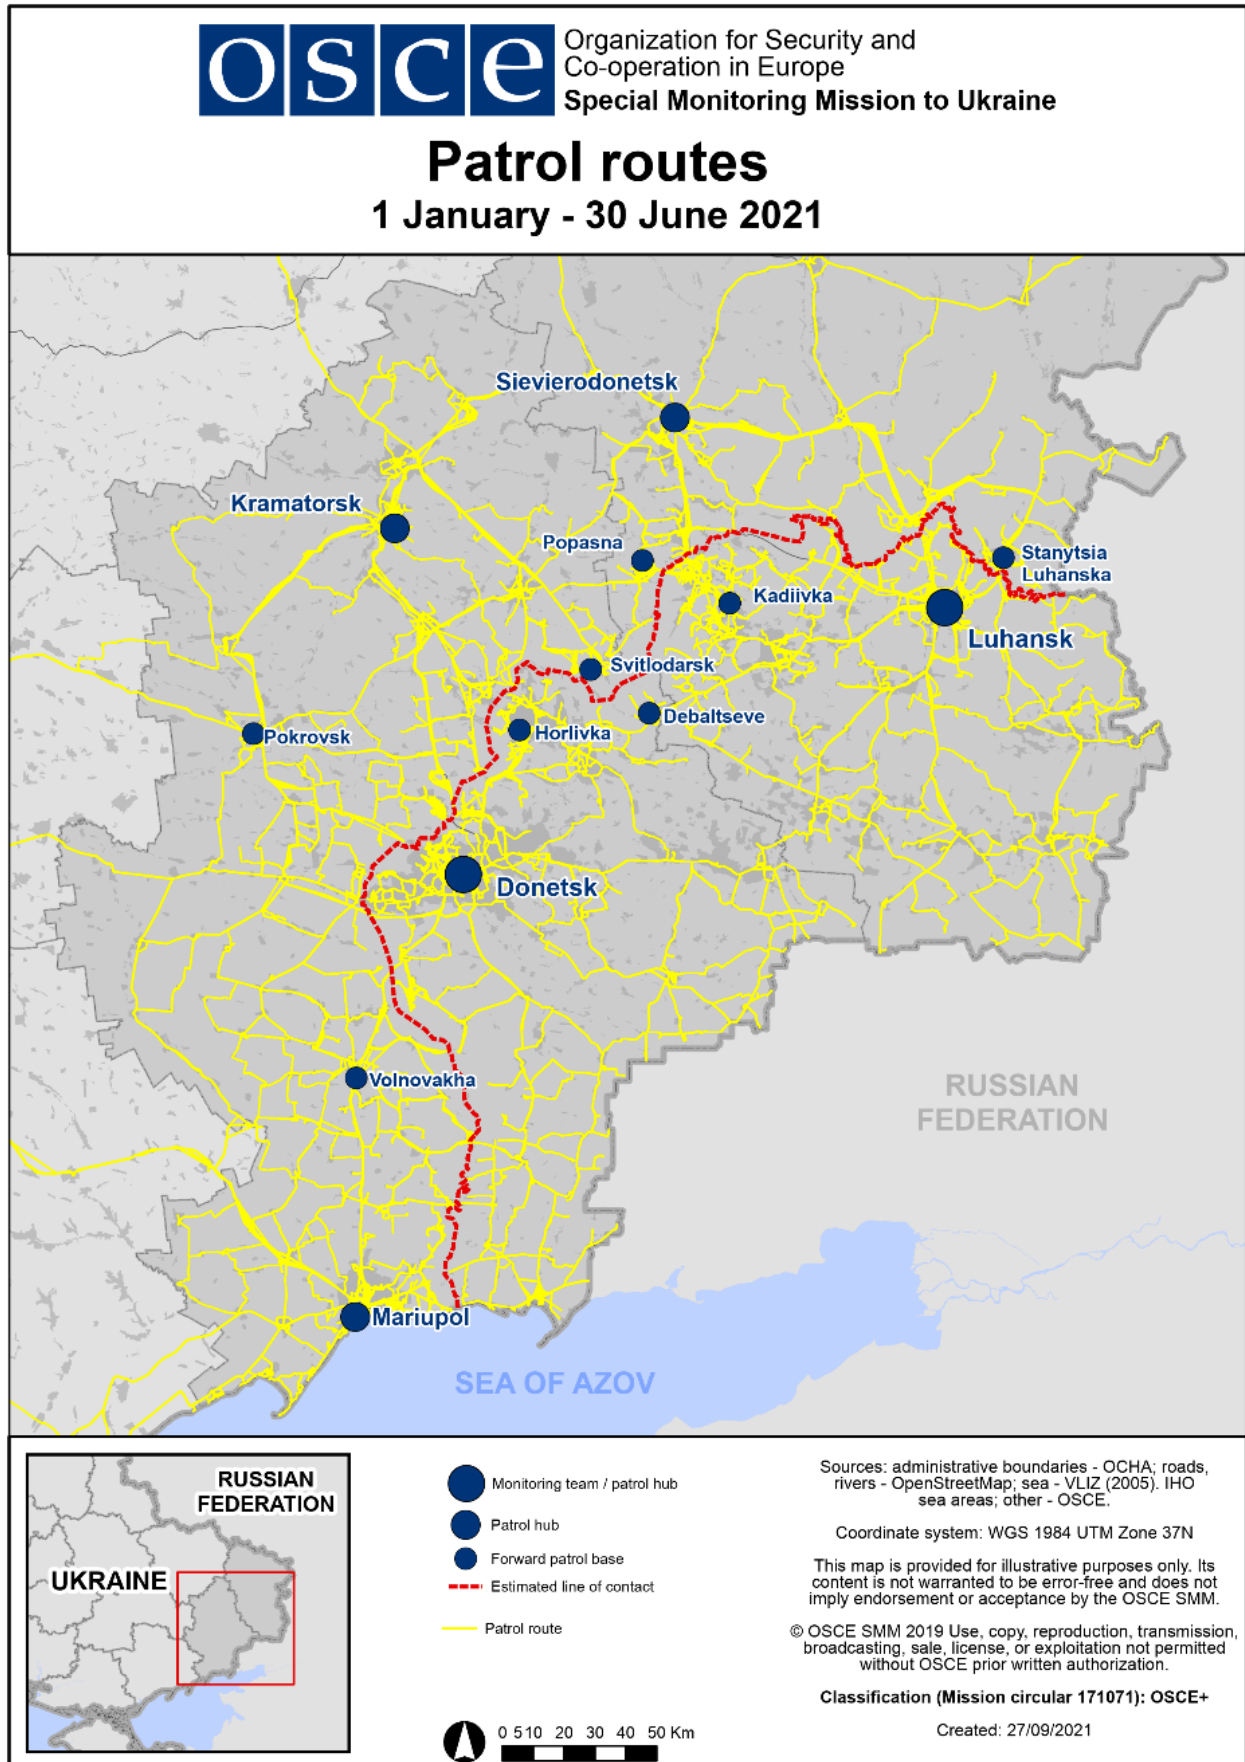 osce
Organization for Security and
Co-operation in Europe
Special Monitoring Mission to Ukraine
Patrol routes
1 January - 30 June 2021
Sievierodonetsk
Kramatorsk
Popasna
Stanytsia
Luhanska
Kadiivka
Luhansk
Svitlodarsk
Debaltseve
Horlivka
Pokrovsk
Donetsk
Volnovakha
RUSSIAN
FEDERATION
Mariupol
SEA OF AZOV
RUSSIAN
FEDERATION
UKRAINE
Monitoring team / patrol hub
Patrol hub
Forward patrol base
Estimated line of contact
Patrol route
0 510 20 30 40 50 Km
Sources: administrative boundaries - OCHA; roads,
rivers - OpenStreetMap; sea - VLIZ (2005). IHO
sea areas; other - OSCE.
Coordinate system: WGS 1984 UTM Zone 37N
This map is provided for illustrative purposes only. Its
content is not warranted to be error-free and does not
imply endorsement or acceptance by the OSCE SMM.
© OSCE SMM 2019 Use, copy, reproduction, transmission,
broadcasting, sale, license, or exploitation not permitted
without OSCE prior written authorization.
Classification (Mission circular 171071): OSCE+
Created: 27/09/2021